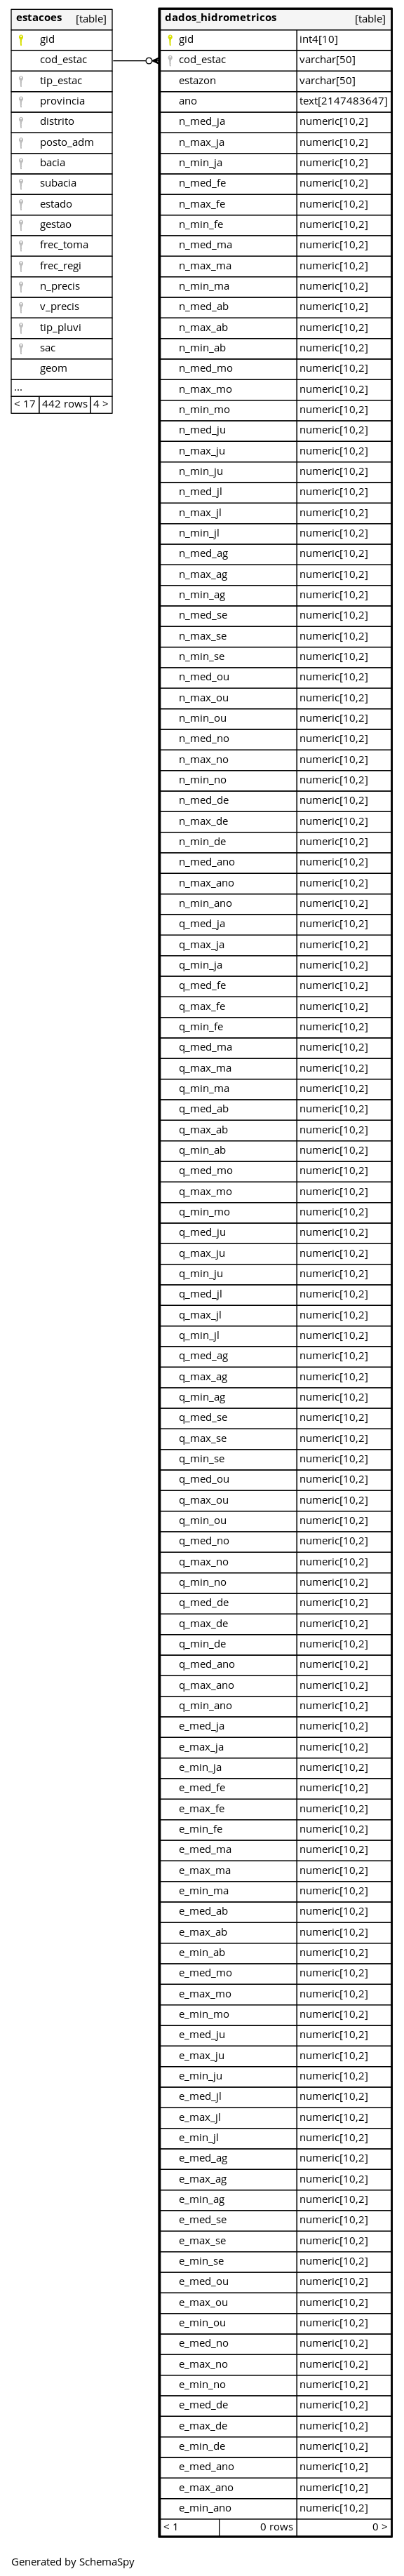 estacoes [table]
gid
cod_estac
tip_estac
provincia
distrito
posto_adm
bacia
subacia
estado
gestao
frec_toma
frec_regi
n_precis
v_precis
tip_pluvi
sac
geom
...
< 17 442 rows 4 >
dados_hidrometricos [table]
gid int4[10]
cod_estac varchar[50]
estazon varchar[50]
ano text[2147483647]
n_med_ja numeric[10,2]
n_max_ja numeric[10,2]
n_min_ja numeric[10,2]
n_med_fe numeric[10,2]
n_max_fe numeric[10,2]
n_min_fe numeric[10,2]
n_med_ma numeric[10,2]
n_max_ma numeric[10,2]
n_min_ma numeric[10,2]
n_med_ab numeric[10,2]
n_max_ab numeric[10,2]
n_min_ab numeric[10,2]
n_med_mo numeric[10,2]
n_max_mo numeric[10,2]
n_min_mo numeric[10,2]
n_med_ju numeric[10,2]
n_max_ju numeric[10,2]
n_min_ju numeric[10,2]
n_med_jl numeric[10,2]
n_max_jl numeric[10,2]
n_min_jl numeric[10,2]
n_med_ag numeric[10,2]
n_max_ag numeric[10,2]
n_min_ag numeric[10,2]
n_med_se numeric[10,2]
n_max_se numeric[10,2]
n_min_se numeric[10,2]
n_med_ou numeric[10,2]
n_max_ou numeric[10,2]
n_min_ou numeric[10,2]
n_med_no numeric[10,2]
n_max_no numeric[10,2]
n_min_no numeric[10,2]
n_med_de numeric[10,2]
n_max_de numeric[10,2]
n_min_de numeric[10,2]
n_med_ano numeric[10,2]
n_max_ano numeric[10,2]
n_min_ano numeric[10,2]
q_med_ja numeric[10,2]
q_max_ja numeric[10,2]
q_min_ja numeric[10,2]
q_med_fe numeric[10,2]
q_max_fe numeric[10,2]
q_min_fe numeric[10,2]
q_med_ma numeric[10,2]
q_max_ma numeric[10,2]
q_min_ma numeric[10,2]
q_med_ab numeric[10,2]
q_max_ab numeric[10,2]
q_min_ab numeric[10,2]
q_med_mo numeric[10,2]
q_max_mo numeric[10,2]
q_min_mo numeric[10,2]
q_med_ju numeric[10,2]
q_max_ju numeric[10,2]
q_min_ju numeric[10,2]
q_med_jl numeric[10,2]
q_max_jl numeric[10,2]
q_min_jl numeric[10,2]
q_med_ag numeric[10,2]
q_max_ag numeric[10,2]
q_min_ag numeric[10,2]
q_med_se numeric[10,2]
q_max_se numeric[10,2]
q_min_se numeric[10,2]
q_med_ou numeric[10,2]
q_max_ou numeric[10,2]
q_min_ou numeric[10,2]
q_med_no numeric[10,2]
q_max_no numeric[10,2]
q_min_no numeric[10,2]
q_med_de numeric[10,2]
q_max_de numeric[10,2]
q_min_de numeric[10,2]
q_med_ano numeric[10,2]
q_max_ano numeric[10,2]
q_min_ano numeric[10,2]
e_med_ja numeric[10,2]
e_max_ja numeric[10,2]
e_min_ja numeric[10,2]
e_med_fe numeric[10,2]
e_max_fe numeric[10,2]
e_min_fe numeric[10,2]
e_med_ma numeric[10,2]
e_max_ma numeric[10,2]
e_min_ma numeric[10,2]
e_med_ab numeric[10,2]
e_max_ab numeric[10,2]
e_min_ab numeric[10,2]
e_med_mo numeric[10,2]
e_max_mo numeric[10,2]
e_min_mo numeric[10,2]
e_med_ju numeric[10,2]
e_max_ju numeric[10,2]
e_min_ju numeric[10,2]
e_med_jl numeric[10,2]
e_max_jl numeric[10,2]
e_min_jl numeric[10,2]
e_med_ag numeric[10,2]
e_max_ag numeric[10,2]
e_min_ag numeric[10,2]
e_med_se numeric[10,2]
e_max_se numeric[10,2]
e_min_se numeric[10,2]
e_med_ou numeric[10,2]
e_max_ou numeric[10,2]
e_min_ou numeric[10,2]
e_med_no numeric[10,2]
e_max_no numeric[10,2]
e_min_no numeric[10,2]
e_med_de numeric[10,2]
e_max_de numeric[10,2]
e_min_de numeric[10,2]
e_med_ano numeric[10,2]
e_max_ano numeric[10,2]
e_min_ano numeric[10,2]
< 1 0 rows 0 >
Generated by SchemaSpy